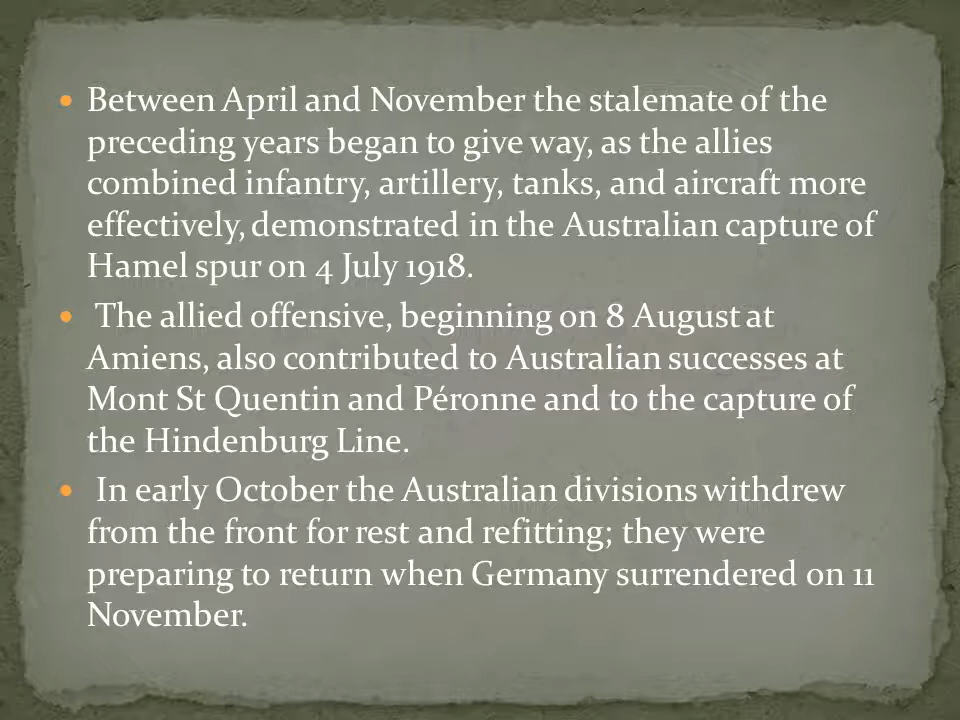 • Between April and November the stalemate of the
preceding years began to give way, as the allies
combined infantry, artillery, tanks, and aircraft more
effectively, demonstrated in the Australian capture of
Hamel spur on 4 July 1918.
• The allied offensive, beginning on 8 August at
Amiens, also contributed to Australian successes at
Mont St Quentin and Péronne and to the capture of
the Hindenburg Line.
• In early October the Australian divisions withdrew
from the front for rest and refitting; they were
preparing to return when Germany surrendered on 11
November.